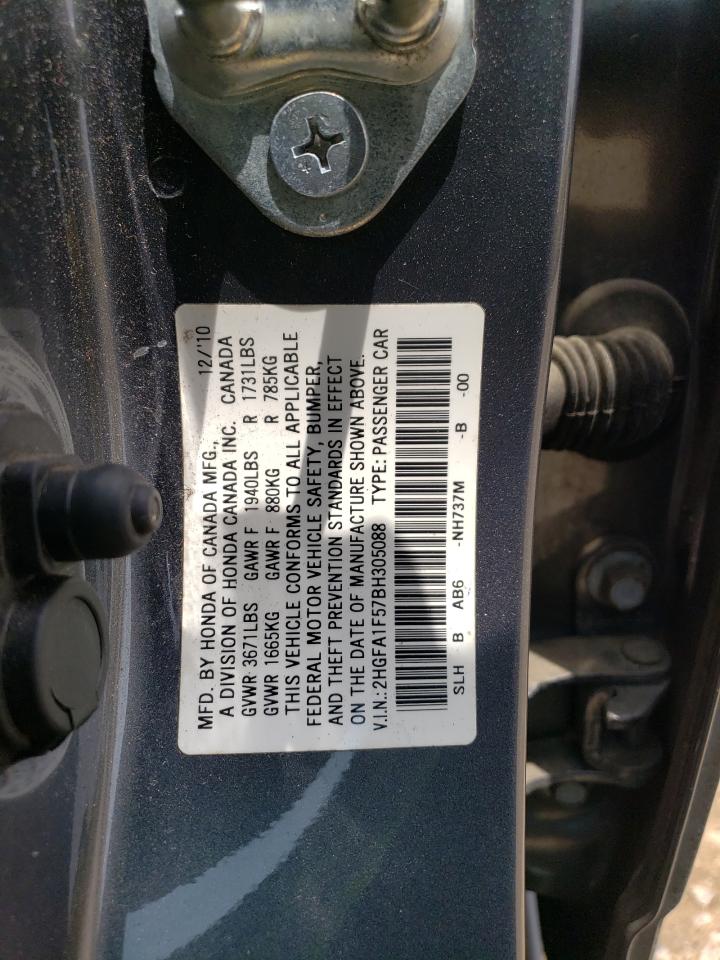 MFD. BY HONDA OF CANADA MFG., 12/'10
A DIVISION OF HONDA CANADA INC. CANADA
GVWR 3671LBS GAWR F 1940LBS R 1731LBS
GVWR 1665KG GAWR F 880KG R 785KG
THIS VEHICLE CONFORMS TO ALL APPLICABLE
FEDERAL MOTOR VEHICLE SAFETY, BUMPER,
AND THEFT PREVENTION STANDARDS IN EFFECT
ON THE DATE OF MANUFACTURE SHOWN ABOVE.
V.I.N.: 2HGFA1F57BH305088 TYPE: PASSENGER CAR
SLH B AB6 -NH737M -B -00